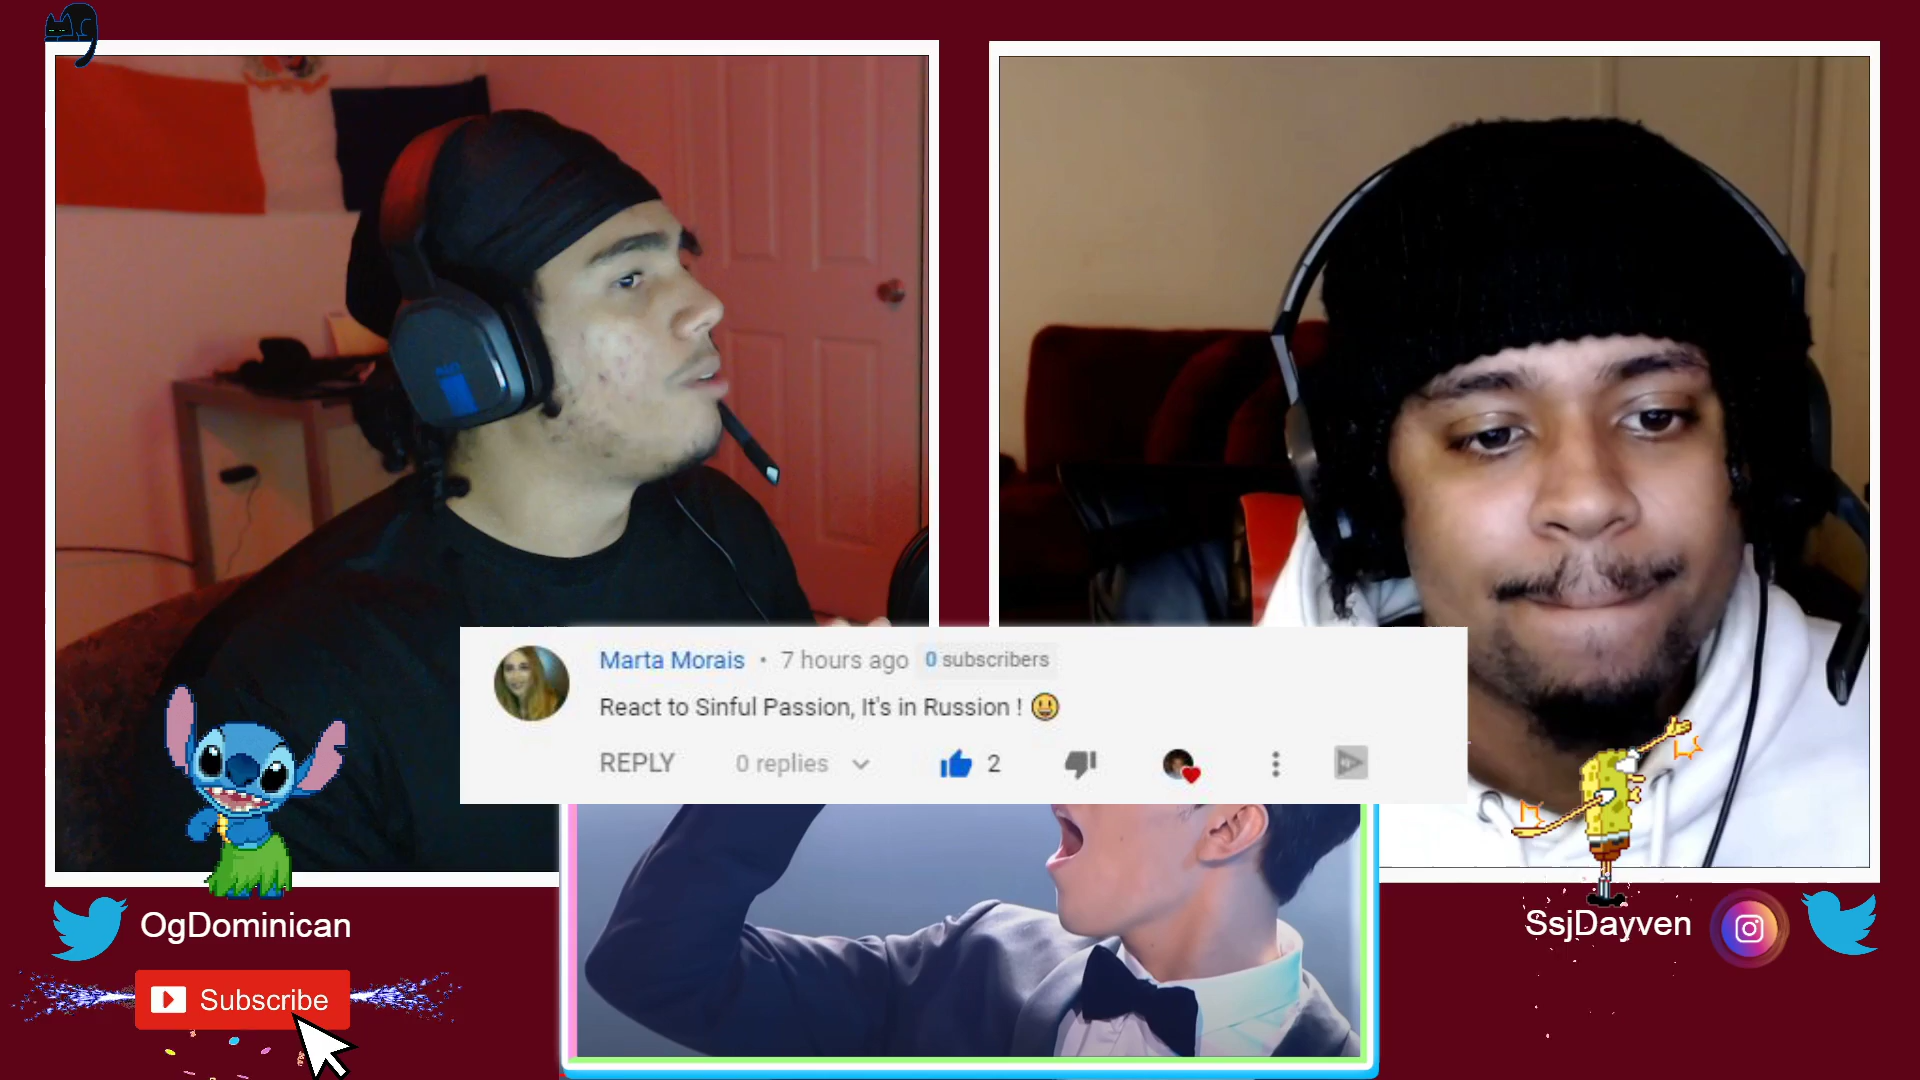 Marta Morais • 7 hours ago 0 subscribers
React to Sinful Passion, It's in Russion ! 😃
REPLY 0 replies 2
OgDominican
SsjDayven
Subscribe